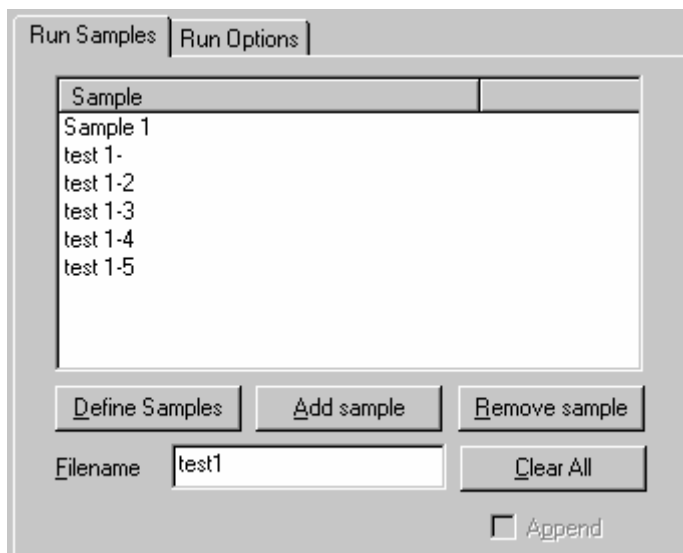 Run Samples Run Options
Sample
Sample 1
test 1-
test 1-2
test 1-3
test 1-4
test 1-5
Define Samples Add sample Remove sample
Filename test1 Clear All
Append